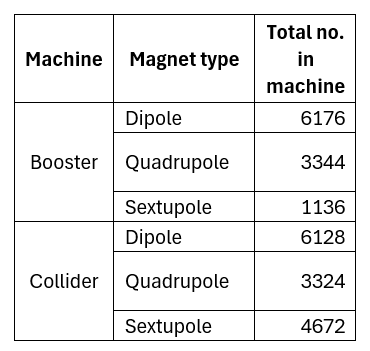 Machine Magnet type Total no.
in
machine
Booster Dipole 6176
Quadrupole 3344
Sextupole 1136
Collider Dipole 6128
Quadrupole 3324
Sextupole 4672